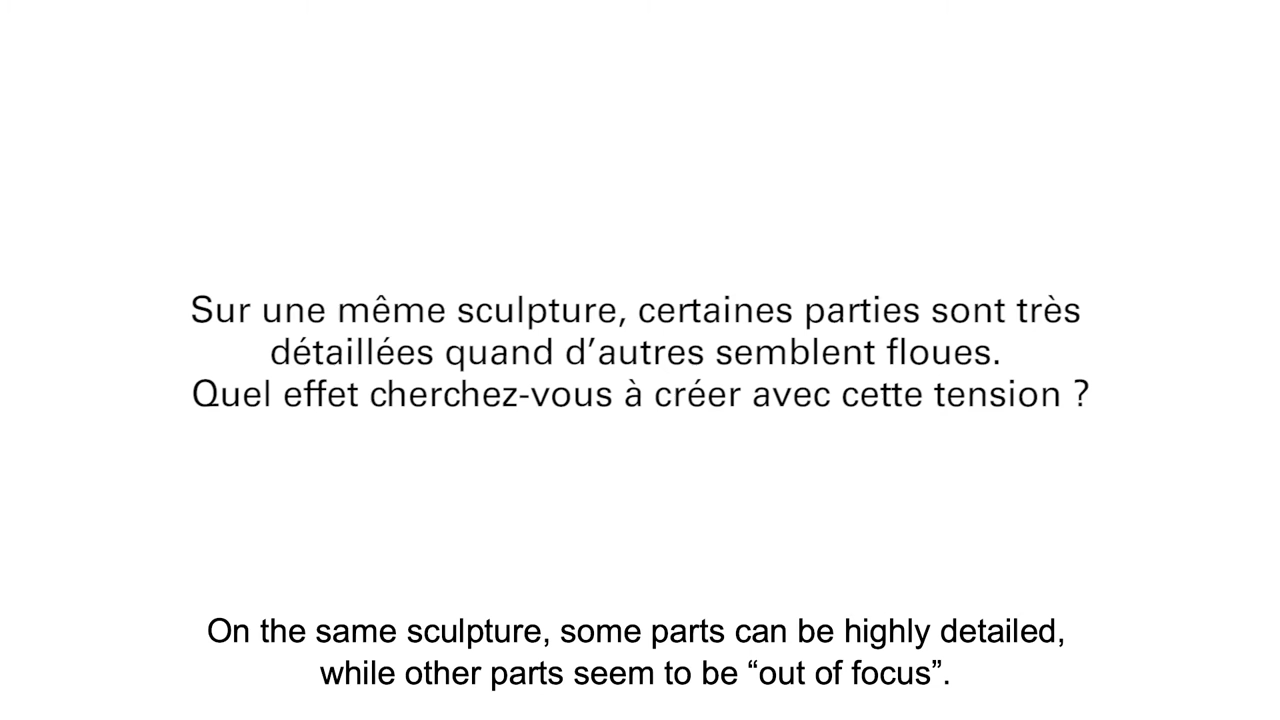 Sur une même sculpture, certaines parties sont très
détaillées quand d’autres semblent floues.
Quel effet cherchez-vous à créer avec cette tension ?
On the same sculpture, some parts can be highly detailed,
while other parts seem to be “out of focus”.